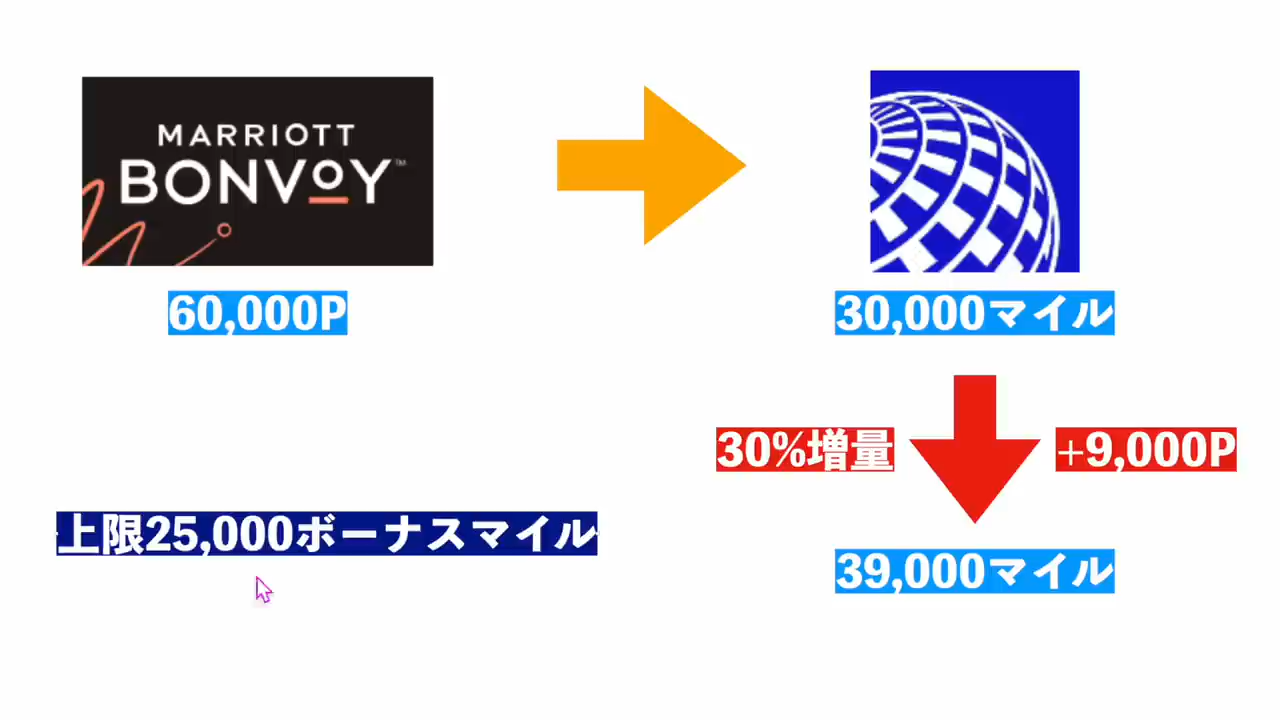 MARRIOTT
BONVOY™
60,000P
30,000マイル
30%増量
+9,000P
上限25,000ボーナスマイル
39,000マイル